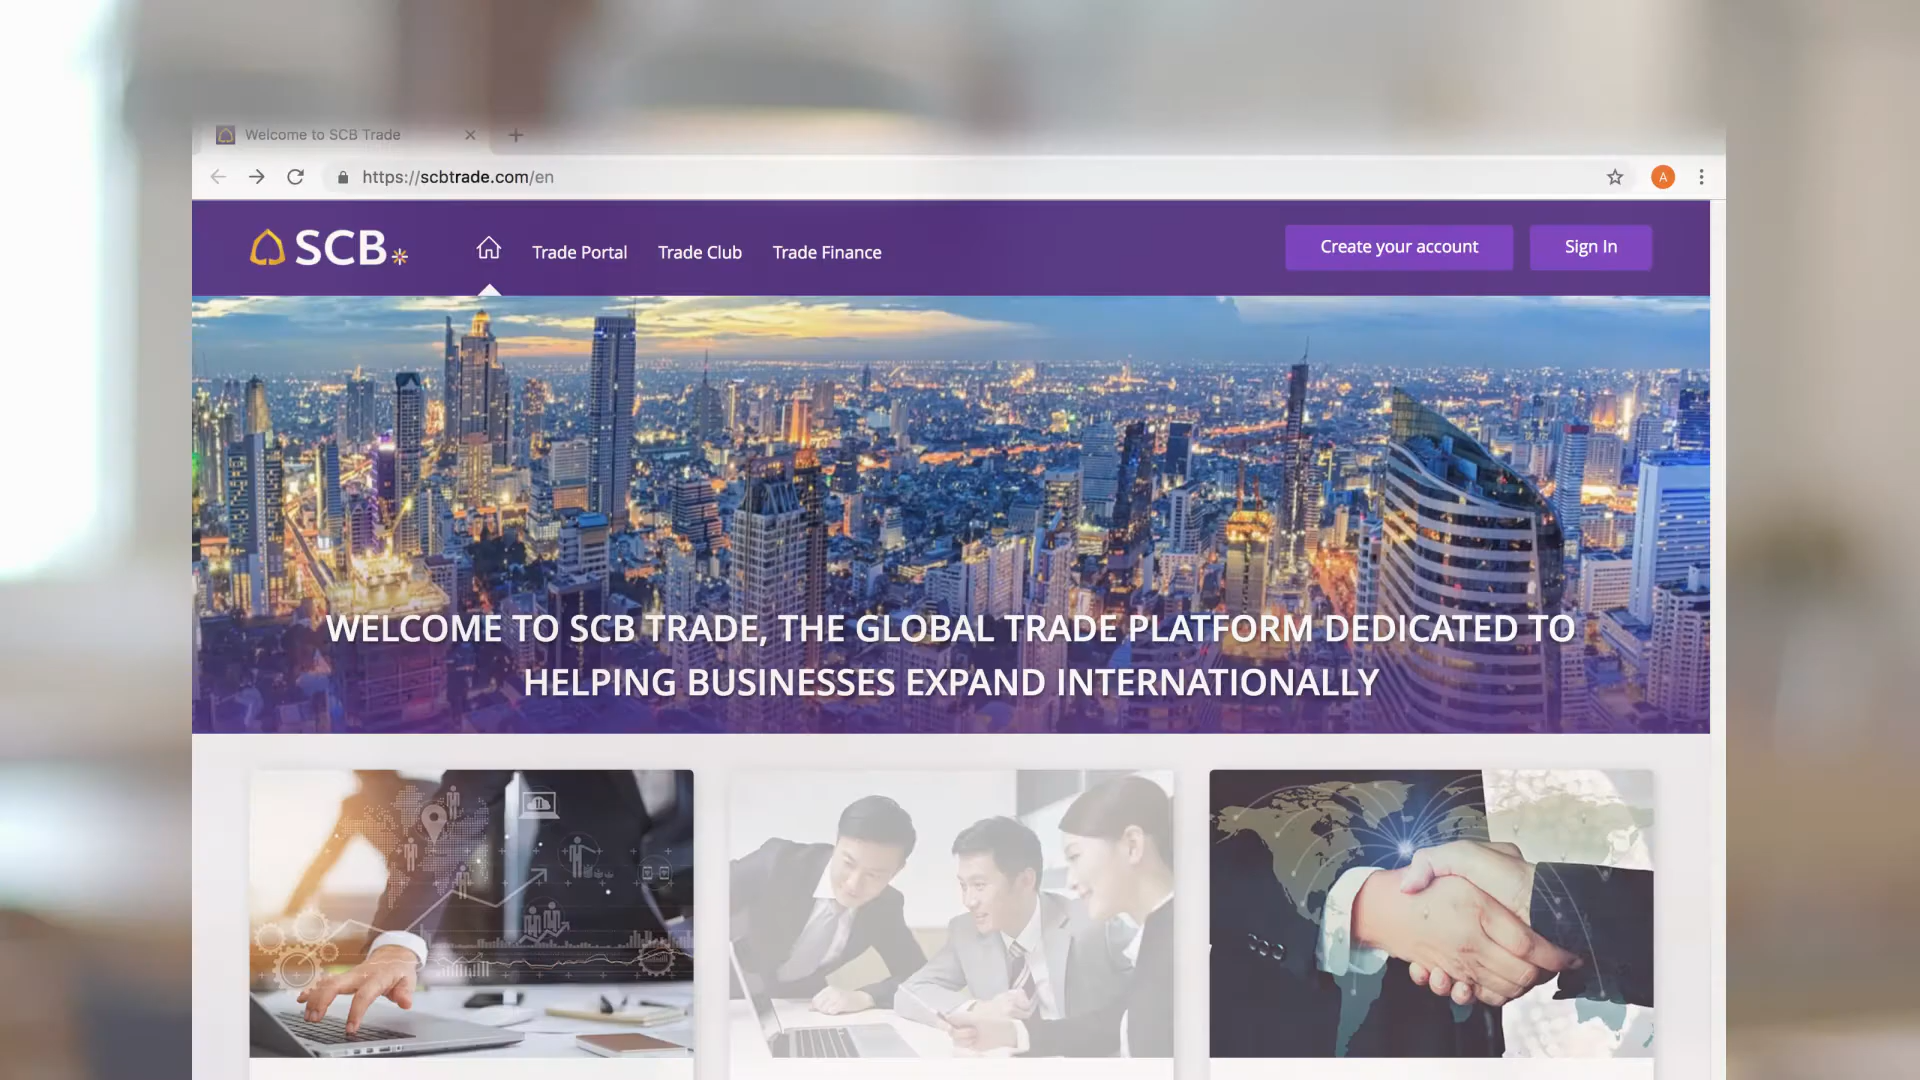 Welcome to SCB Trade
https://scbtrade.com/en
A
SCB
Trade Portal
Trade Club
Trade Finance
Create your account
Sign In
WELCOME TO SCB TRADE, THE GLOBAL TRADE PLATFORM DEDICATED TO
HELPING BUSINESSES EXPAND INTERNATIONALLY